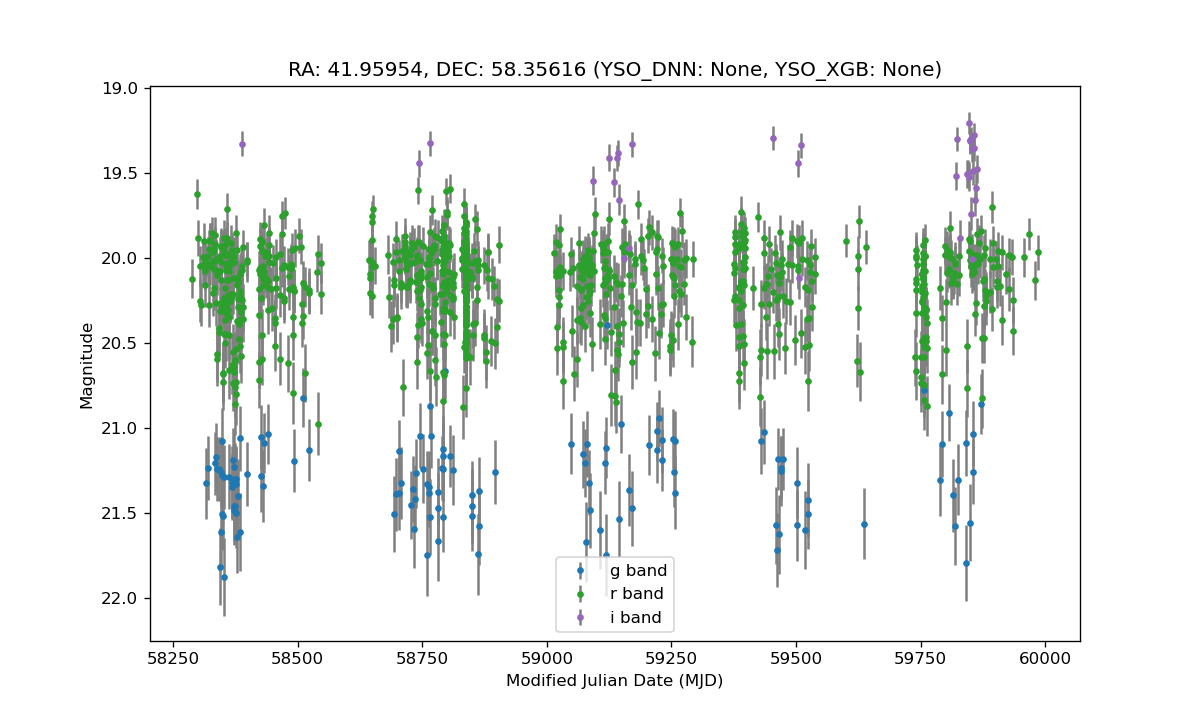 RA: 41.95954, DEC: 58.35616 (YSO_DNN: None, YSO_XGB: None)
19.0
19.5
20.0
20.5
21.0
21.5
22.0
Magnitude
g band
r band
i band
58250 58500 58750 59000 59250 59500 59750 60000
Modified Julian Date (MJD)